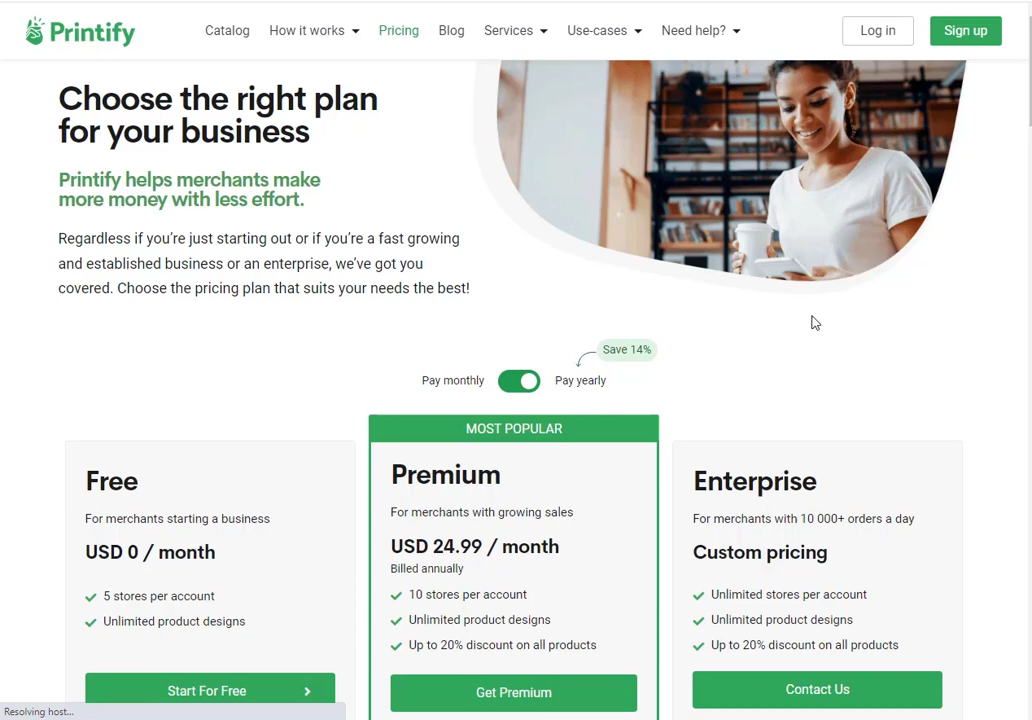 Printify
Catalog
How it works
Pricing
Blog
Services
Use-cases
Need help?
Log in
Sign up
Choose the right plan
for your business
Printify helps merchants make
more money with less effort.
Regardless if you’re just starting out or if you’re a fast growing
and established business or an enterprise, we’ve got you
covered. Choose the pricing plan that suits your needs the best!
Save 14%
Pay monthly
Pay yearly
Free
For merchants starting a business
USD 0 / month
5 stores per account
Unlimited product designs
Start For Free
MOST POPULAR
Premium
For merchants with growing sales
USD 24.99 / month
Billed annually
10 stores per account
Unlimited product designs
Up to 20% discount on all products
Get Premium
Enterprise
For merchants with 10 000+ orders a day
Custom pricing
Unlimited stores per account
Unlimited product designs
Up to 20% discount on all products
Contact Us
Resolving host...